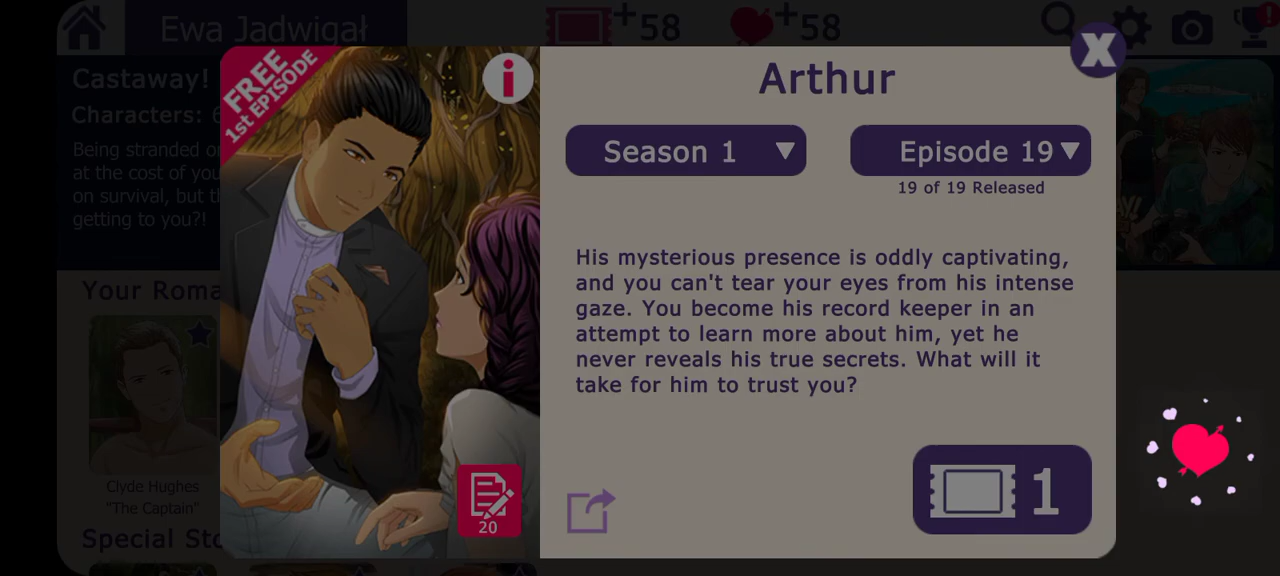 Ewa Jadwigał
+58
+58
Castaway!
Characters: 6
Being stranded
at the cost of you
on survival, but
getting to you?!
Your Roma
Clyde Hughes
"The Captain"
Special Sto
FREE
1st EPISODE
i
20
X
Arthur
Season 1
Episode 19
19 of 19 Released
His mysterious presence is oddly captivating,
and you can't tear your eyes from his intense
gaze. You become his record keeper in an
attempt to learn more about him, yet he
never reveals his true secrets. What will it
take for him to trust you?
1